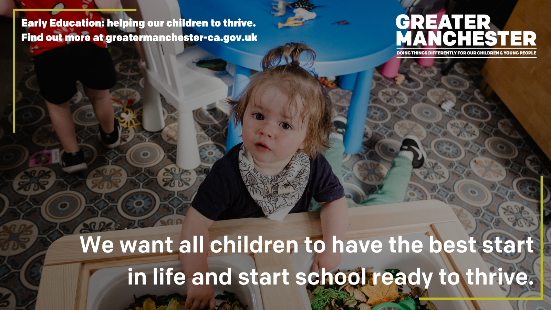 Early Education: helping our children to thrive.
Find out more at greatermanchester-ca.gov.uk
GREATER
MANCHESTER
DOING THINGS DIFFERENTLY FOR OUR CHILDREN & YOUNG PEOPLE
We want all children to have the best start
in life and start school ready to thrive.